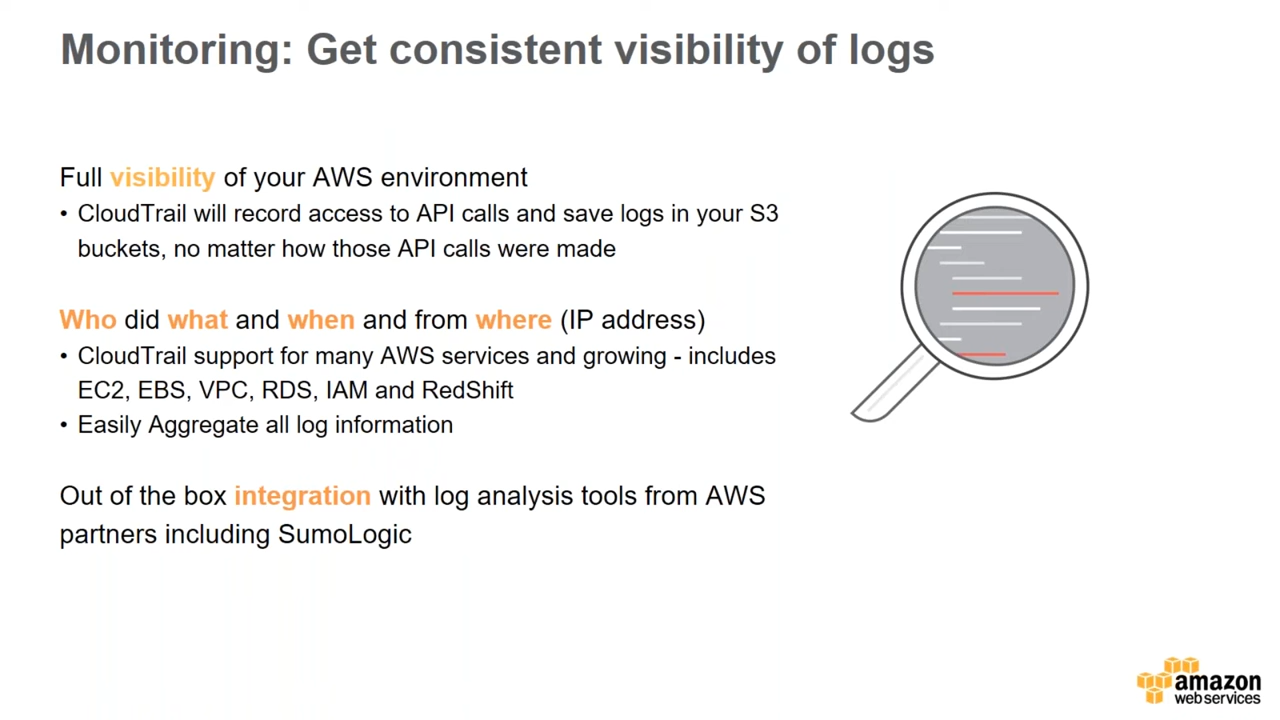 Monitoring: Get consistent visibility of logs
Full visibility of your AWS environment
• CloudTrail will record access to API calls and save logs in your S3
buckets, no matter how those API calls were made
Who did what and when and from where (IP address)
• CloudTrail support for many AWS services and growing - includes
EC2, EBS, VPC, RDS, IAM and RedShift
• Easily Aggregate all log information
Out of the box integration with log analysis tools from AWS
partners including SumoLogic
amazon
web services